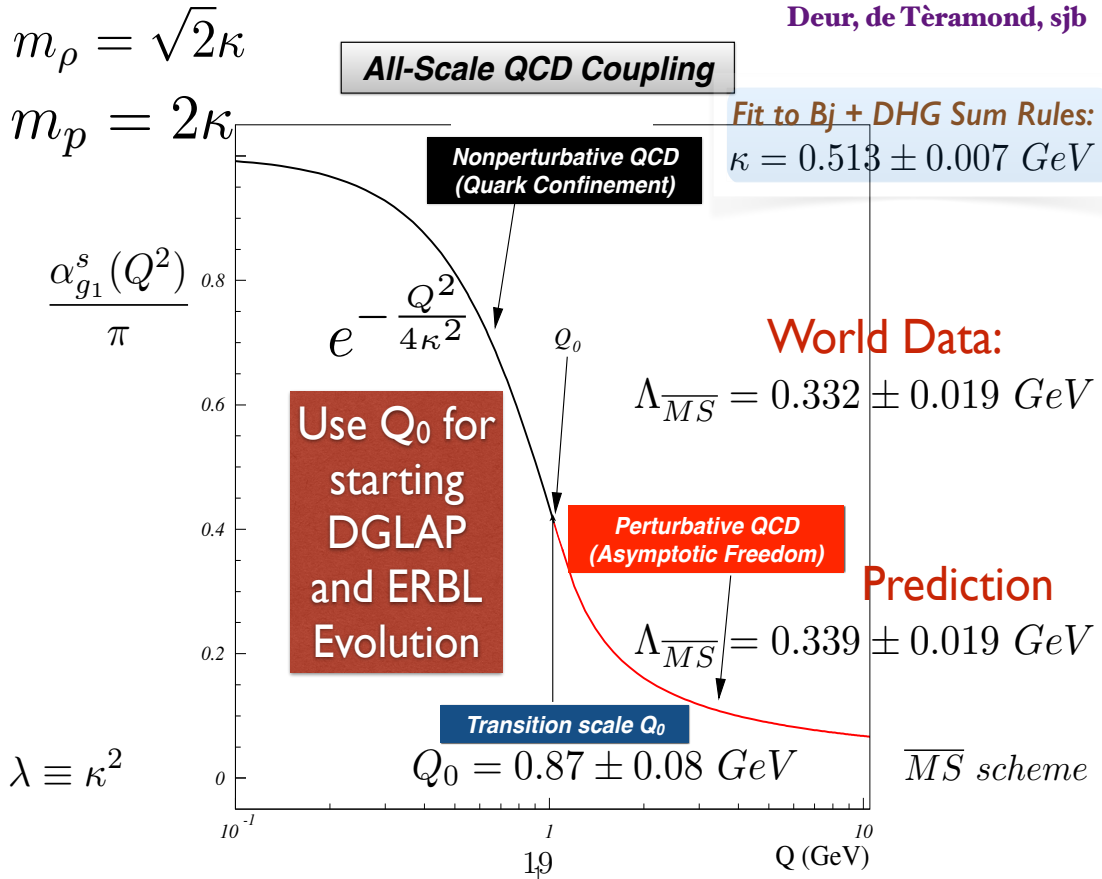 Deur, de Tèramond, sjb
m_ρ = √2κ
m_p = 2κ
All-Scale QCD Coupling
Fit to Bj + DHG Sum Rules:
κ = 0.513 ± 0.007 GeV
Nonperturbative QCD
(Quark Confinement)
α^s_{g_1}(Q^2)
π
e^{-Q^2/4κ^2}
Q_0
World Data:
Λ_{\overline{MS}} = 0.332 ± 0.019 GeV
Use Q_0 for
starting
DGLAP
and ERBL
Evolution
Perturbative QCD
(Asymptotic Freedom)
Prediction
Λ_{\overline{MS}} = 0.339 ± 0.019 GeV
Transition scale Q_0
Q_0 = 0.87 ± 0.08 GeV
\overline{MS} scheme
λ ≡ κ^2
0.8
0.6
0.4
0.2
0
10^{-1}
1
10
Q (GeV)
19